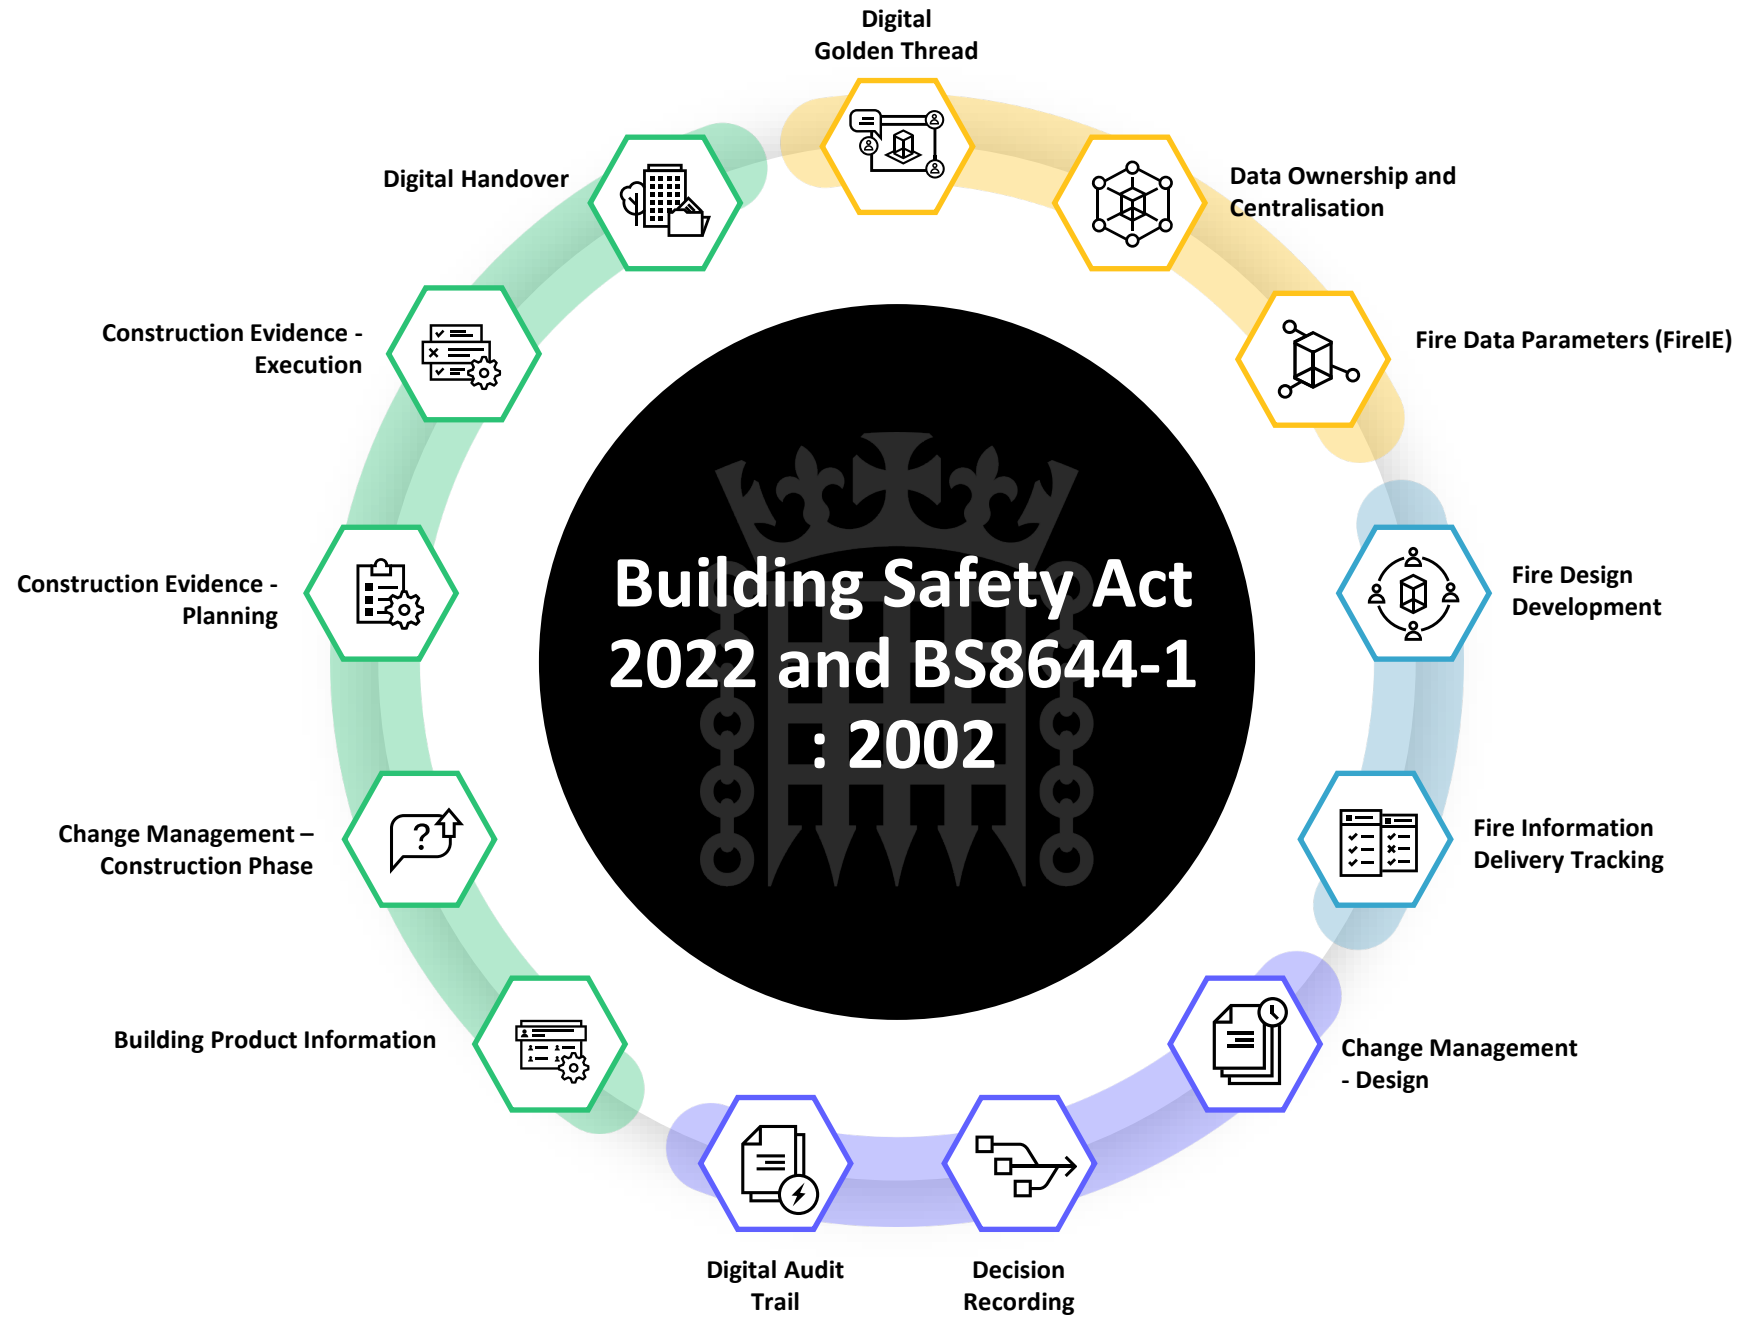 Digital
Golden Thread
Data Ownership and
Centralisation
Fire Data Parameters (FireIE)
Fire Design
Development
Fire Information
Delivery Tracking
Change Management
- Design
Decision
Recording
Digital Audit
Trail
Building Product Information
Change Management –
Construction Phase
Construction Evidence -
Planning
Construction Evidence -
Execution
Digital Handover
Building Safety Act
2022 and BS8644-1
: 2002
?